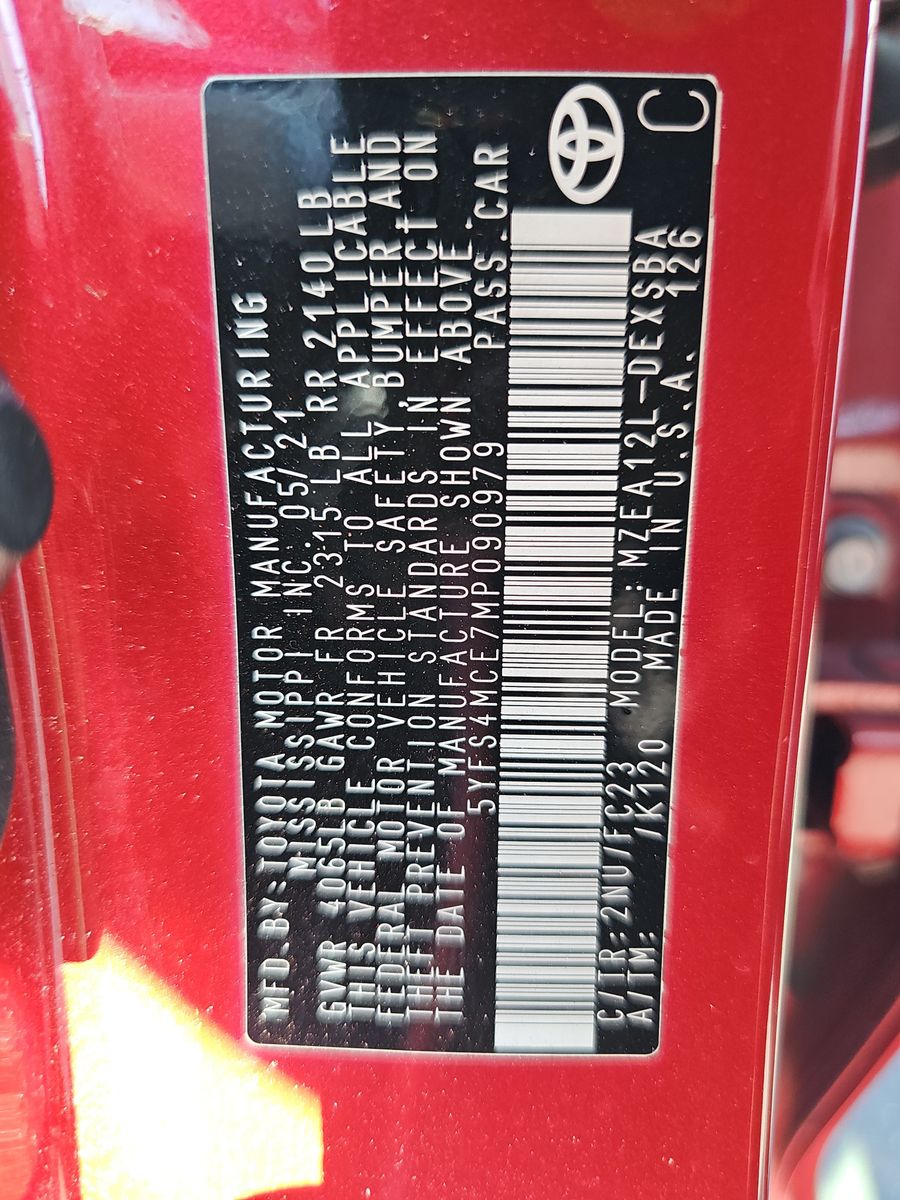 MFD.BY:TOYOTA MOTOR MANUFACTURING
MISSISSIPPI INC. 05/21
GVWR 4065LB GAWR FR 2315 LB RR 2140LB
THIS VEHICLE CONFORMS TO ALL APPLICABLE
FEDERAL MOTOR VEHICLE SAFETY, BUMPER AND
THEFT PREVENTION STANDARDS IN EFFECT ON
THE DATE OF MANUFACTURE SHOWN ABOVE.
5YFS4MCE7MP090979 PASS.CAR
C/TR:2NU/FC23 MODEL:MZEA12L-DEXSBA
A/TM: /K120 MADE IN U.S.A. 126
C